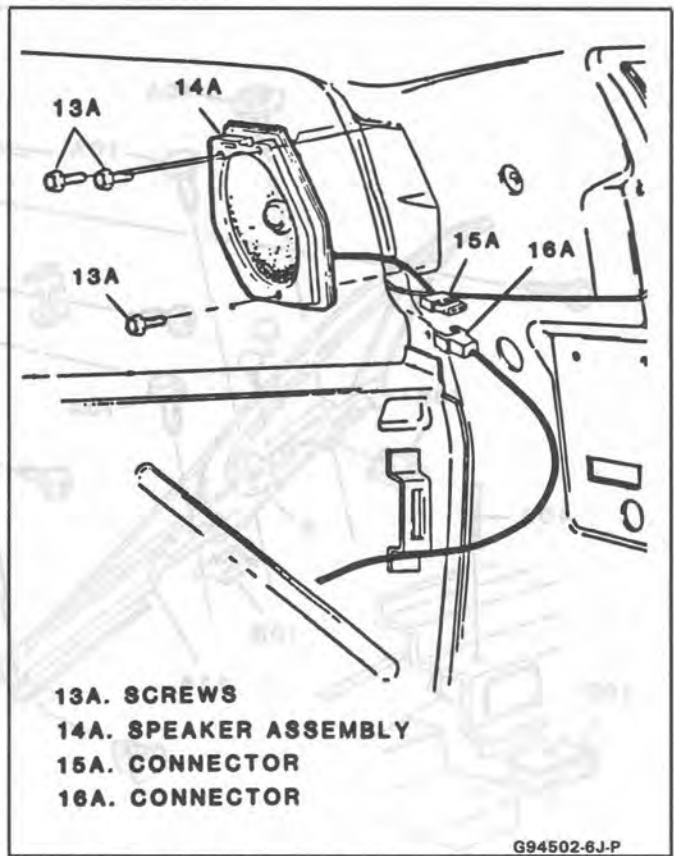 13A
14A
15A
16A
13A
13A. SCREWS
14A. SPEAKER ASSEMBLY
15A. CONNECTOR
16A. CONNECTOR
G94502-6J-P